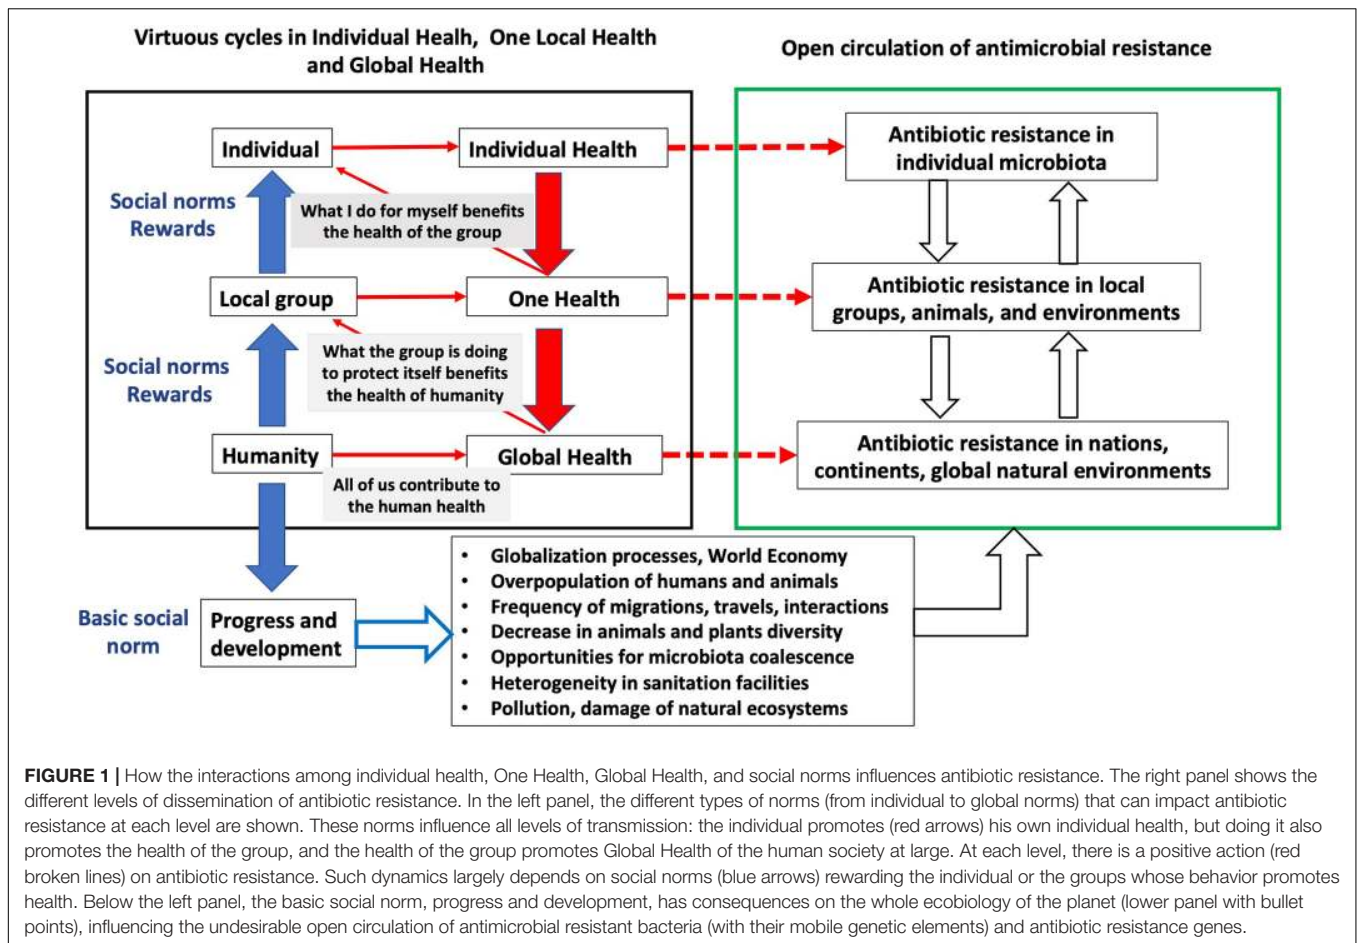 Virtuous cycles in Individual Healh, One Local Health
and Global Health
Open circulation of antimicrobial resistance
Individual
Individual Health
Antibiotic resistance in
individual microbiota
Social norms
Rewards
What I do for myself benefits
the health of the group
Local group
One Health
Antibiotic resistance in local
groups, animals, and environments
Social norms
Rewards
What the group is doing
to protect itself benefits
the health of humanity
Humanity
Global Health
Antibiotic resistance in nations,
continents, global natural environments
All of us contribute to
the human health
Basic social
norm
Progress and
development
• Globalization processes, World Economy
• Overpopulation of humans and animals
• Frequency of migrations, travels, interactions
• Decrease in animals and plants diversity
• Opportunities for microbiota coalescence
• Heterogeneity in sanitation facilities
• Pollution, damage of natural ecosystems
FIGURE 1 | How the interactions among individual health, One Health, Global Health, and social norms influences antibiotic resistance. The right panel shows the
different levels of dissemination of antibiotic resistance. In the left panel, the different types of norms (from individual to global norms) that can impact antibiotic
resistance at each level are shown. These norms influence all levels of transmission: the individual promotes (red arrows) his own individual health, but doing it also
promotes the health of the group, and the health of the group promotes Global Health of the human society at large. At each level, there is a positive action (red
broken lines) on antibiotic resistance. Such dynamics largely depends on social norms (blue arrows) rewarding the individual or the groups whose behavior promotes
health. Below the left panel, the basic social norm, progress and development, has consequences on the whole ecobiology of the planet (lower panel with bullet
points), influencing the undesirable open circulation of antimicrobial resistant bacteria (with their mobile genetic elements) and antibiotic resistance genes.